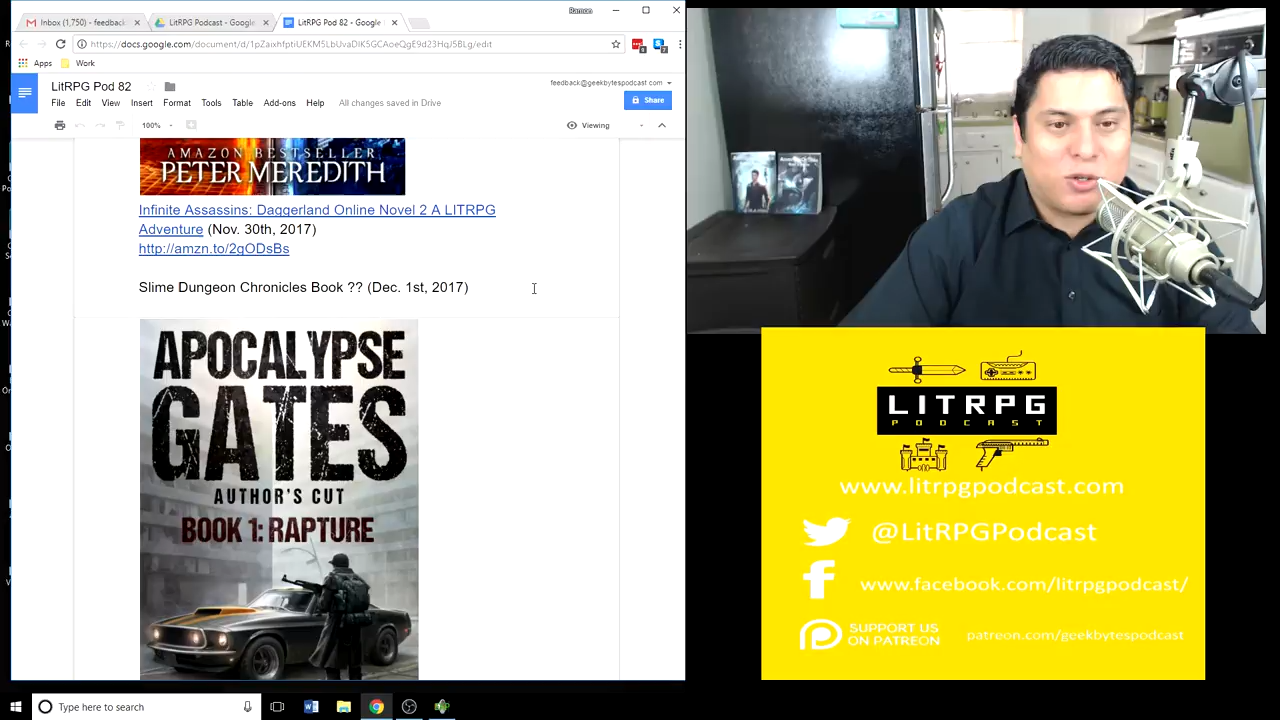 Ramon
Inbox (1,750) - feedback
LitRPG Podcast - Google
LitRPG Pod 82 - Google
https://docs.google.com/document/d/1pZaixhfptiUEKM5LbUvaDIK5GCAoeQgE9d23HqJ5BLg/edit
Apps
Work
LitRPG Pod 82
feedback@geekbytespodcast.com
File Edit View Insert Format Tools Table Add-ons Help All changes saved in Drive
Share
100%
Viewing
AMAZON BESTSELLER
PETER MEREDITH
Infinite Assassins: Daggerland Online Novel 2 A LITRPG
Adventure (Nov. 30th, 2017)
http://amzn.to/2gODsBs
Slime Dungeon Chronicles Book ?? (Dec. 1st, 2017)
APOCALYPSE
GATES
AUTHOR'S CUT
BOOK 1: RAPTURE
LITRPG
PODCAST
www.litrpgpodcast.com
@LitRPGPodcast
www.facebook.com/litrpgpodcast/
SUPPORT US
ON PATREON
patreon.com/geekbytespodcast
Type here to search